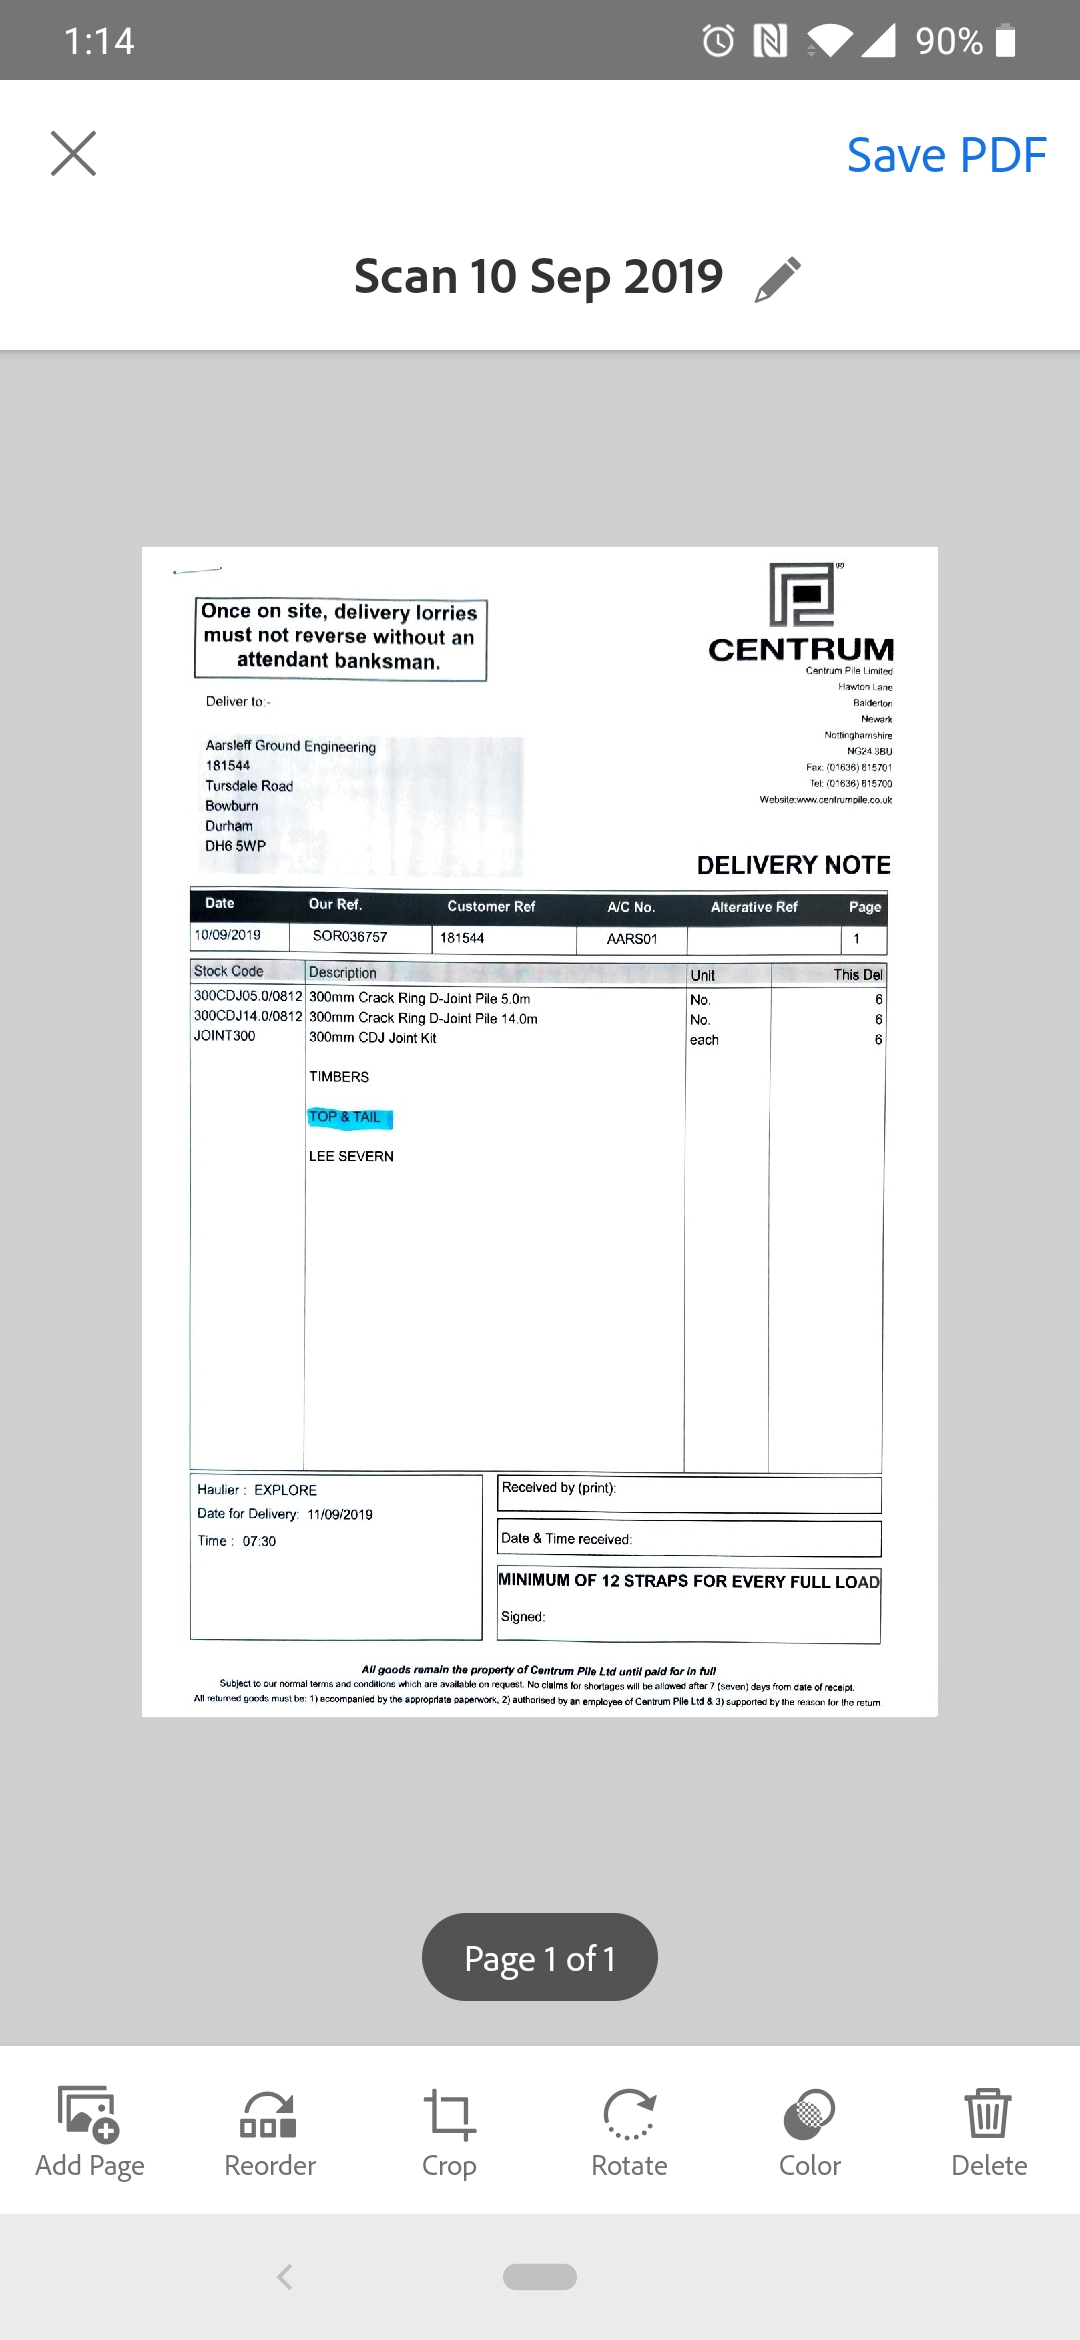 1:14
90%
Save PDF
Scan 10 Sep 2019
Once on site, delivery lorries
must not reverse without an
attendant banksman.
®
CENTRUM
Centrum Pile Limited
Hawton Lane
Balderton
Newark
Nottinghamshire
NG24 3BU
Fax: (01636) 615701
Tel: (01636) 615700
Website:www.centrumpile.co.uk
Deliver to:-
Aarsleff Ground Engineering
181544
Tursdale Road
Bowburn
Durham
DH6 5WP
DELIVERY NOTE
Date Our Ref. Customer Ref A/C No. Alterative Ref Page
10/09/2019 SOR036757 181544 AARS01 1
Stock Code Description Unit This Del
300CDJ05.0/0812 300mm Crack Ring D-Joint Pile 5.0m No. 6
300CDJ14.0/0812 300mm Crack Ring D-Joint Pile 14.0m No. 6
JOINT300 300mm CDJ Joint Kit each 6
TIMBERS
TOP & TAIL
LEE SEVERN
Haulier : EXPLORE
Date for Delivery: 11/09/2019
Time : 07:30
Received by (print):
Date & Time received:
MINIMUM OF 12 STRAPS FOR EVERY FULL LOAD
Signed:
All goods remain the property of Centrum Pile Ltd until paid for in full
Subject to our normal terms and conditions which are available on request. No claims for shortages will be allowed after 7 (seven) days from date of receipt.
All returned goods must be: 1) accompanied by the appropriate paperwork, 2) authorised by an employee of Centrum Pile Ltd & 3) supported by the reason for the return
Page 1 of 1
Add Page
Reorder
Crop
Rotate
Color
Delete